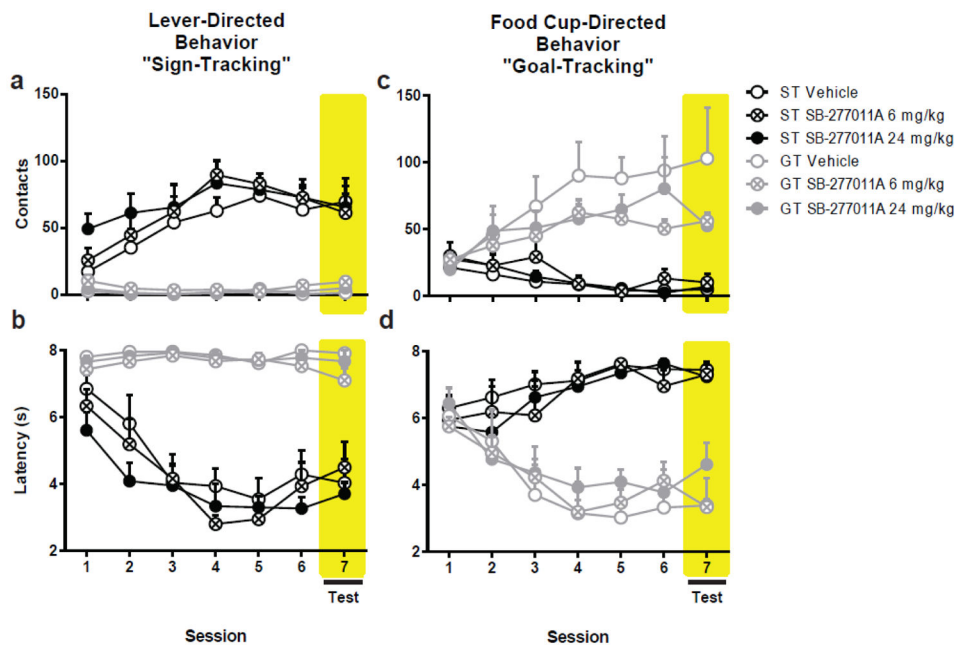 Lever-Directed
Behavior
"Sign-Tracking"
Food Cup-Directed
Behavior
"Goal-Tracking"
a
150
100
50
0
Contacts
c
150
100
50
0
ST Vehicle
ST SB-277011A 6 mg/kg
ST SB-277011A 24 mg/kg
GT Vehicle
GT SB-277011A 6 mg/kg
GT SB-277011A 24 mg/kg
b
8
6
4
2
Latency (s)
1 2 3 4 5 6 7
Test
Session
d
8
6
4
2
1 2 3 4 5 6 7
Test
Session